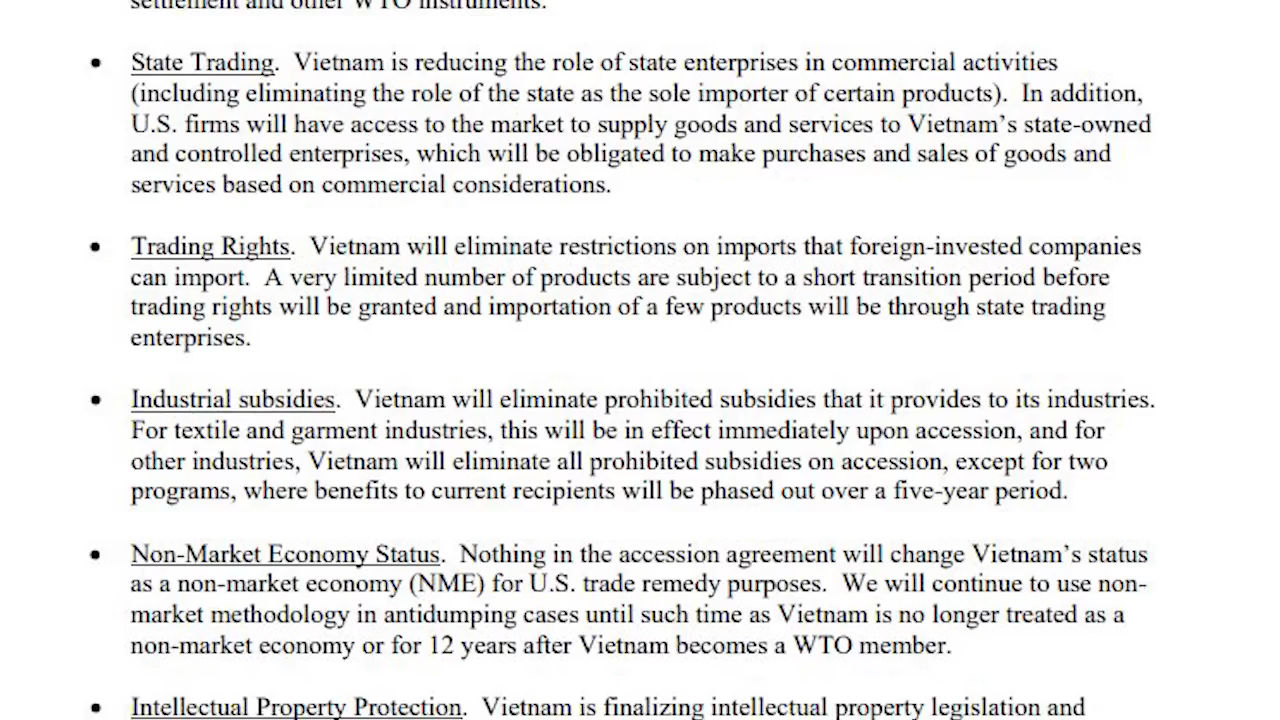 settlement and other WTO instruments.
• State Trading.  Vietnam is reducing the role of state enterprises in commercial activities
(including eliminating the role of the state as the sole importer of certain products).  In addition,
U.S. firms will have access to the market to supply goods and services to Vietnam's state-owned
and controlled enterprises, which will be obligated to make purchases and sales of goods and
services based on commercial considerations.
• Trading Rights.  Vietnam will eliminate restrictions on imports that foreign-invested companies
can import.  A very limited number of products are subject to a short transition period before
trading rights will be granted and importation of a few products will be through state trading
enterprises.
• Industrial subsidies.  Vietnam will eliminate prohibited subsidies that it provides to its industries.
For textile and garment industries, this will be in effect immediately upon accession, and for
other industries, Vietnam will eliminate all prohibited subsidies on accession, except for two
programs, where benefits to current recipients will be phased out over a five-year period.
• Non-Market Economy Status.  Nothing in the accession agreement will change Vietnam's status
as a non-market economy (NME) for U.S. trade remedy purposes.  We will continue to use non-
market methodology in antidumping cases until such time as Vietnam is no longer treated as a
non-market economy or for 12 years after Vietnam becomes a WTO member.
• Intellectual Property Protection.  Vietnam is finalizing intellectual property legislation and